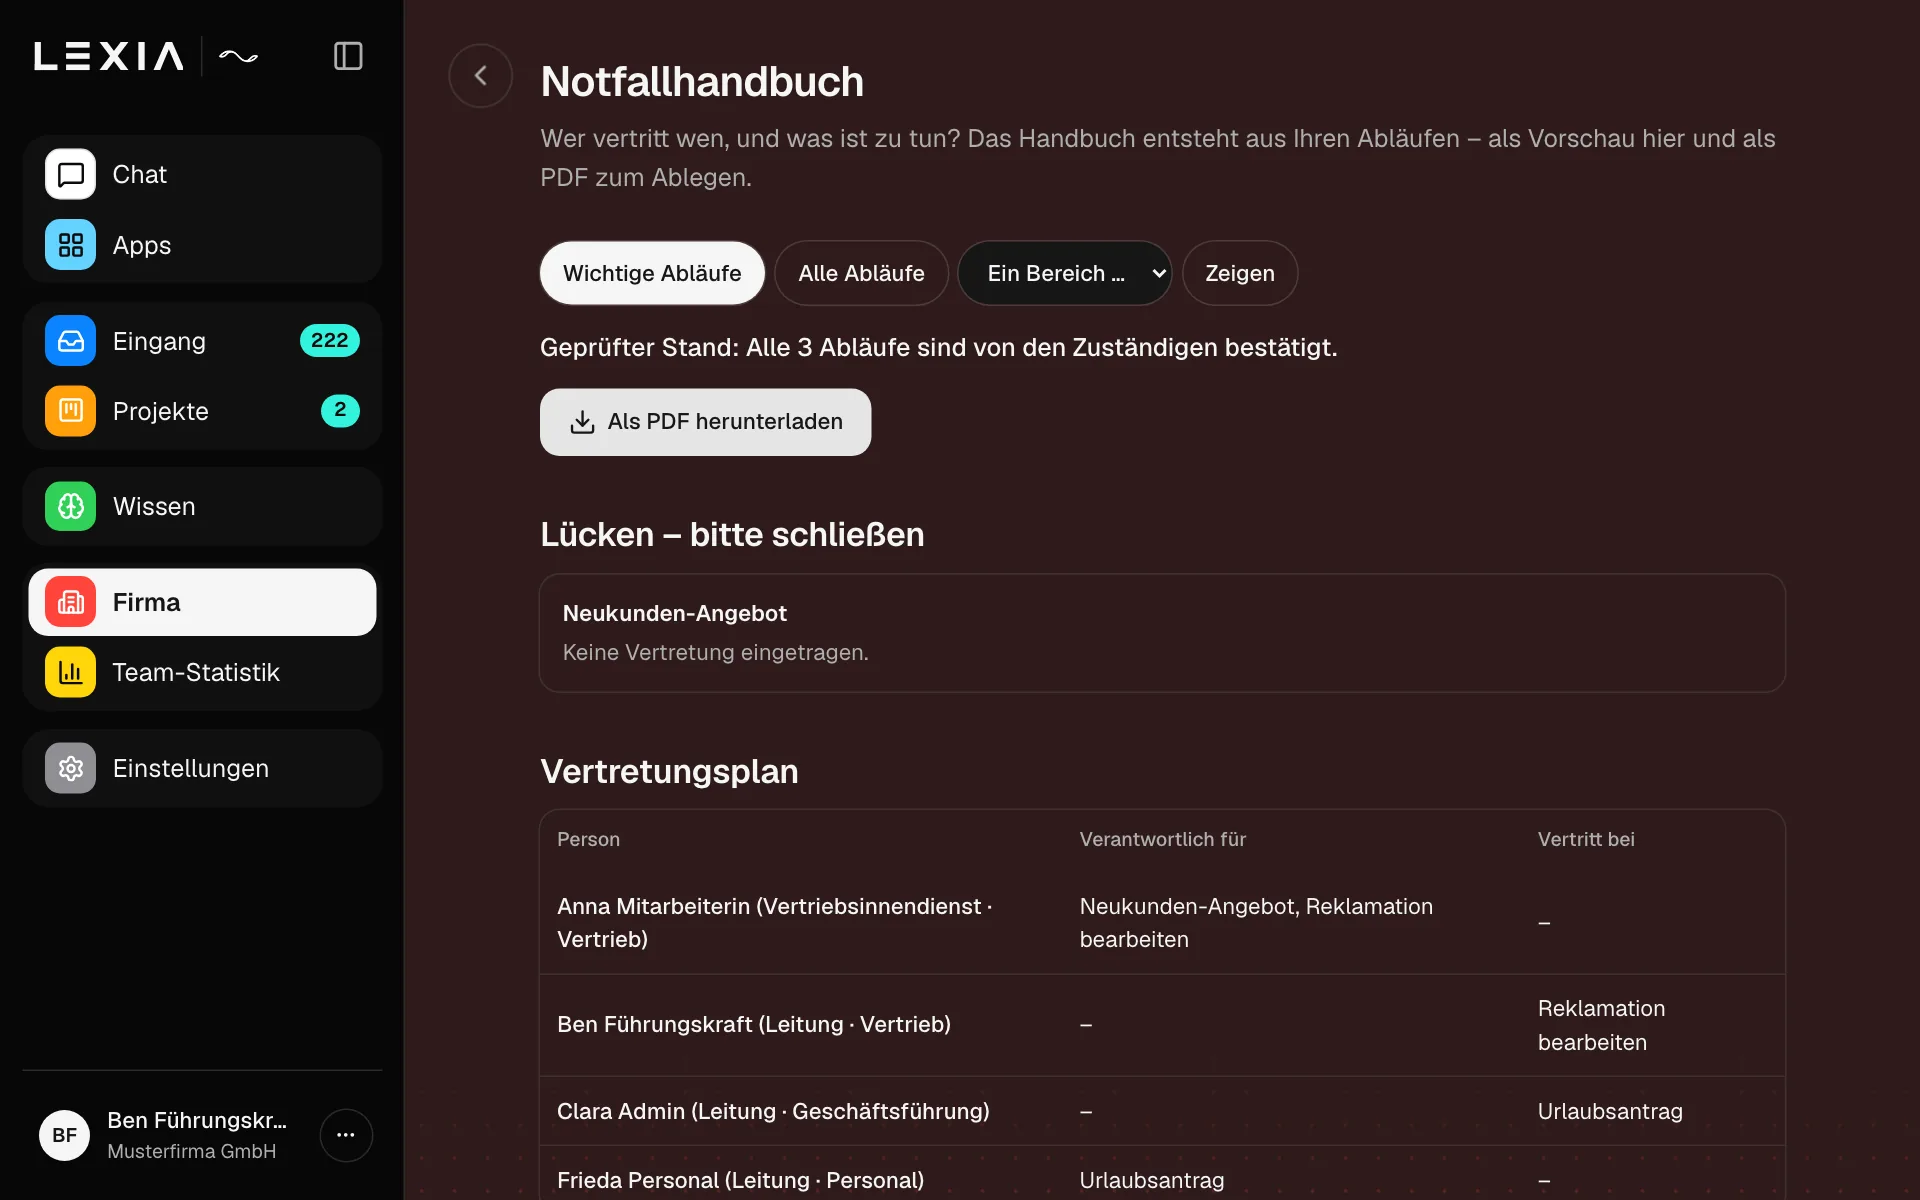 LEXIA
Chat
Apps
Eingang
222
Projekte
2
Wissen
Firma
Team-Statistik
Einstellungen
BF
Ben Führungskr...
Musterfirma GmbH
Notfallhandbuch
Wer vertritt wen, und was ist zu tun? Das Handbuch entsteht aus Ihren Abläufen – als Vorschau hier und als
PDF zum Ablegen.
Wichtige Abläufe
Alle Abläufe
Ein Bereich ...
Zeigen
Geprüfter Stand: Alle 3 Abläufe sind von den Zuständigen bestätigt.
Als PDF herunterladen
Lücken – bitte schließen
Neukunden-Angebot
Keine Vertretung eingetragen.
Vertretungsplan
Person
Verantwortlich für
Vertritt bei
Anna Mitarbeiterin (Vertriebsinnendienst ·
Vertrieb)
Neukunden-Angebot, Reklamation
bearbeiten
–
Ben Führungskraft (Leitung · Vertrieb)
–
Reklamation
bearbeiten
Clara Admin (Leitung · Geschäftsführung)
–
Urlaubsantrag
Frieda Personal (Leitung · Personal)
Urlaubsantrag
–